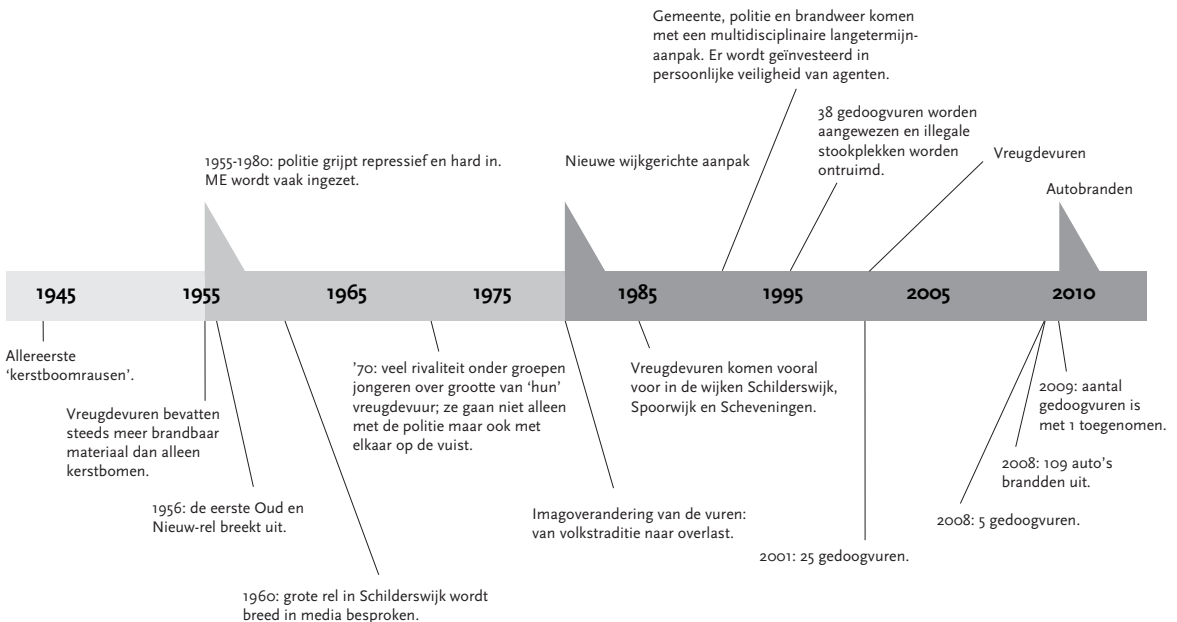 Gemeente, politie en brandweer komen
met een multidisciplinaire langetermijn-
aanpak. Er wordt geïnvesteerd in
persoonlijke veiligheid van agenten.
38 gedoogvuren worden
aangewezen en illegale
stookplekken worden
ontruimd.
1955-1980: politie grijpt repressief en hard in.
ME wordt vaak ingezet.
Nieuwe wijkgerichte aanpak
Vreugdevuren
Autobranden
1945
1955
1965
1975
1985
1995
2005
2010
Allereerste
‘kerstboomrausen’.
Vreugdevuren bevatten
steeds meer brandbaar
materiaal dan alleen
kerstbomen.
1956: de eerste Oud en
Nieuw-rel breekt uit.
1960: grote rel in Schilderswijk wordt
breed in media besproken.
’70: veel rivaliteit onder groepen
jongeren over grootte van ‘hun’
vreugdevuur; ze gaan niet alleen
met de politie maar ook met
elkaar op de vuist.
Imagoverandering van de vuren:
van volkstraditie naar overlast.
Vreugdevuren komen vooral
voor in de wijken Schilderswijk,
Spoorwijk en Scheveningen.
2001: 25 gedoogvuren.
2008: 5 gedoogvuren.
2008: 109 auto’s
brandden uit.
2009: aantal
gedoogvuren is
met 1 toegenomen.